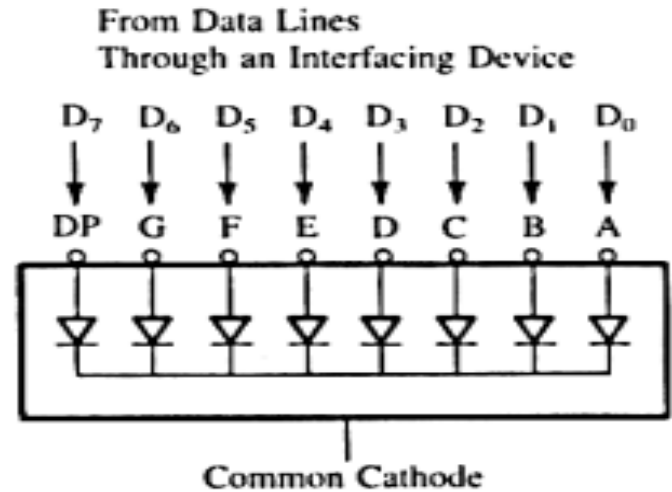 From Data Lines
Through an Interfacing Device
D₇ D₆ D₅ D₄ D₃ D₂ D₁ D₀
DP G F E D C B A
Common Cathode